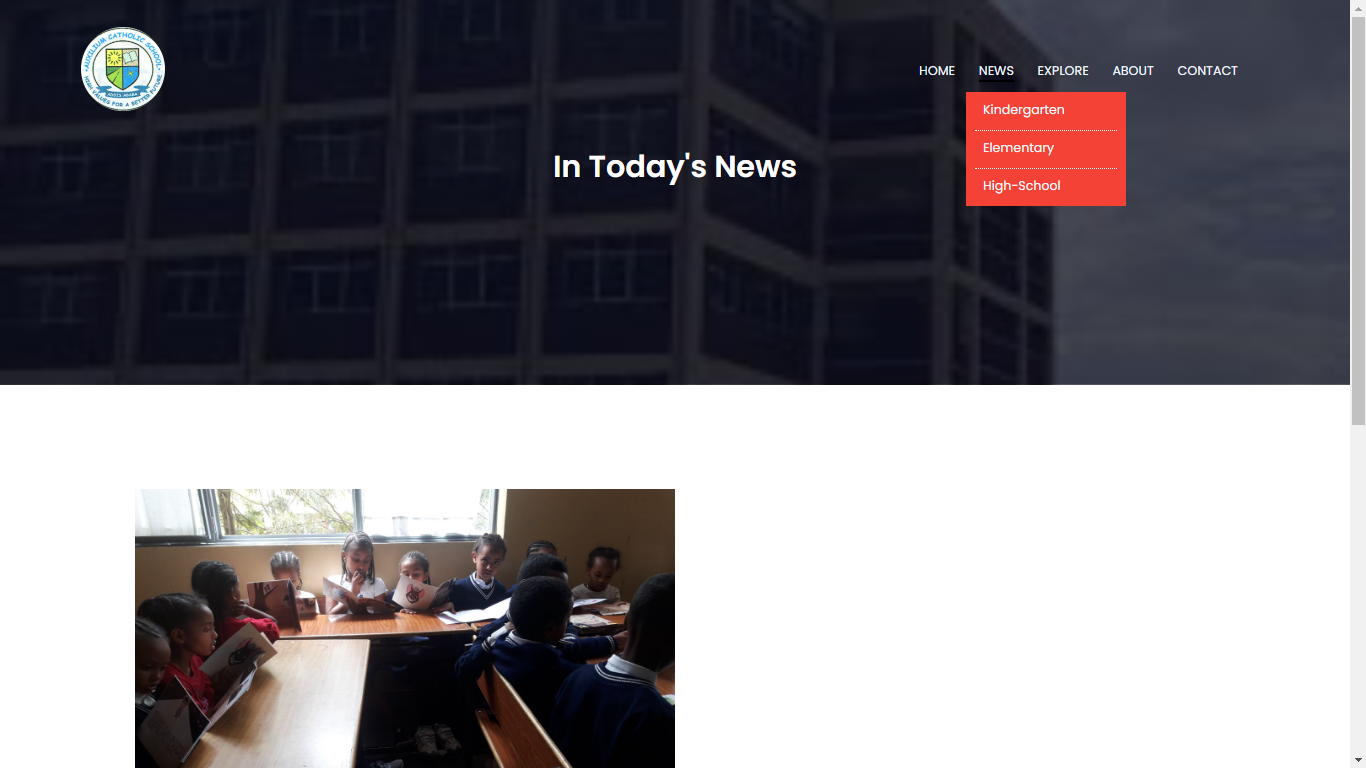 AUXILIUM CATHOLIC SCHOOL
HIGH VALUES FOR A BETTER FUTURE
ADDIS ABABA
HOME NEWS EXPLORE ABOUT CONTACT
Kindergarten
Elementary
High-School
In Today's News